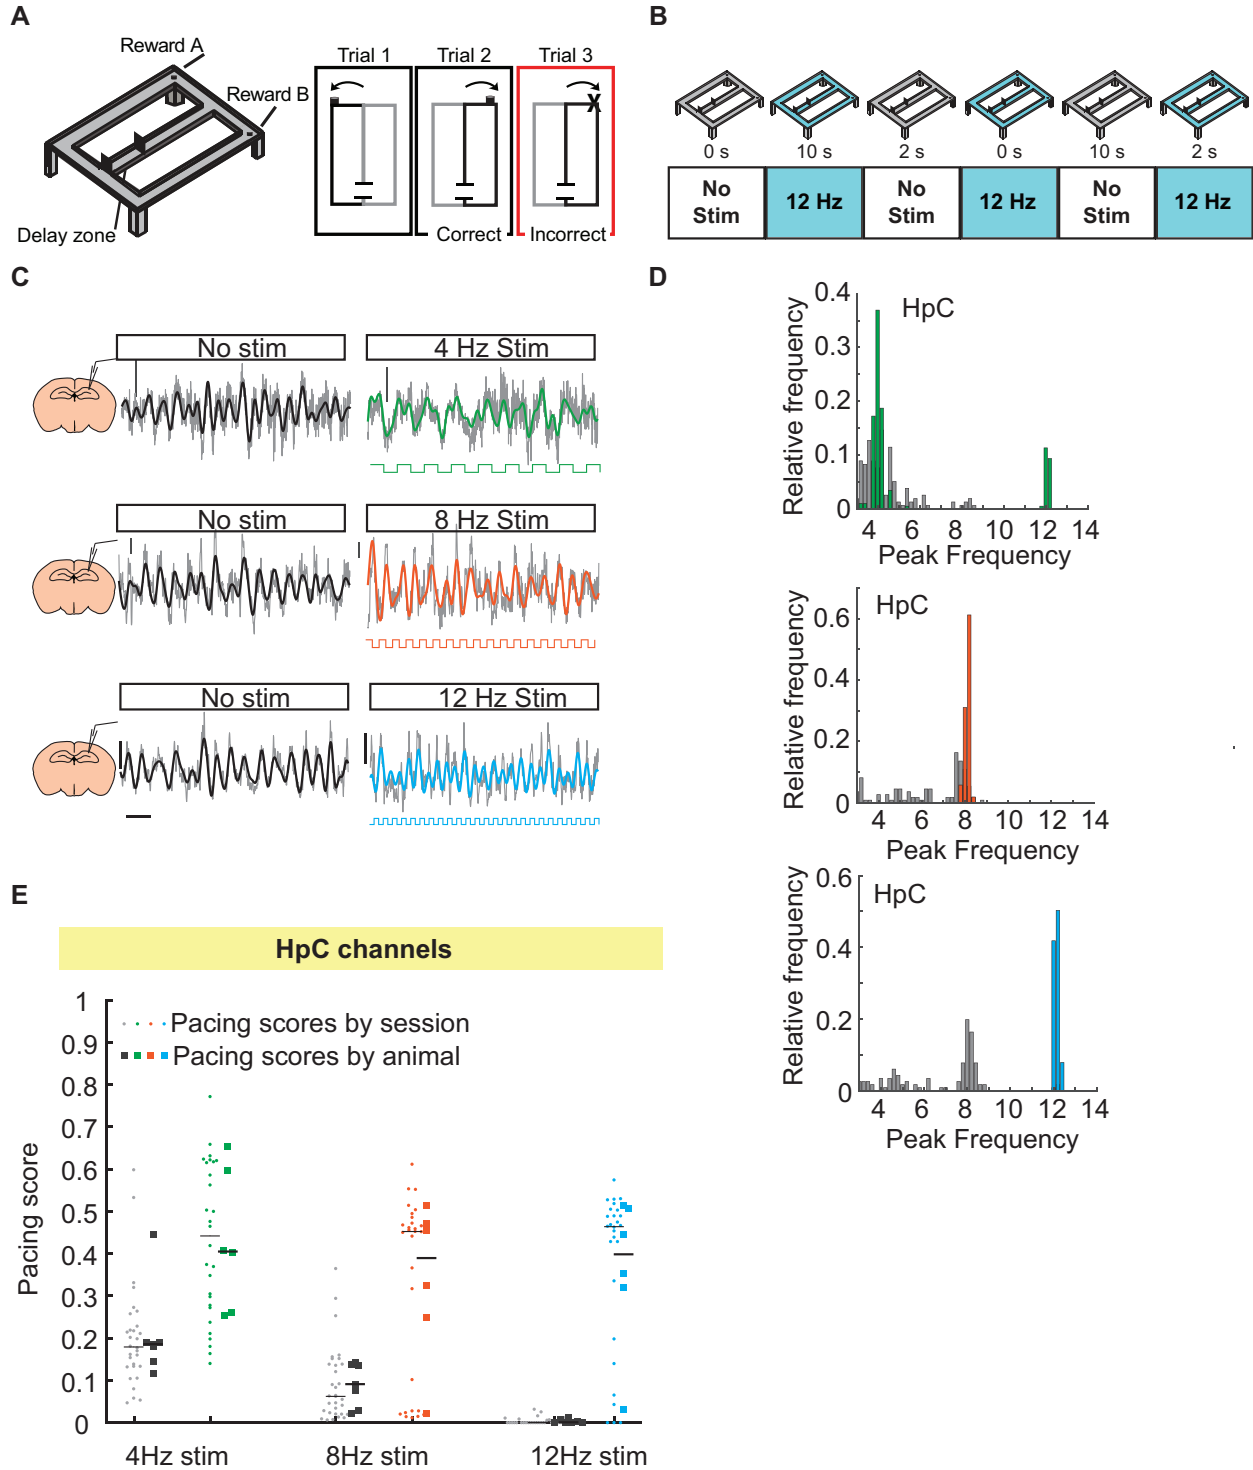 A
Reward A
Reward B
Delay zone
Trial 1
Trial 2
Trial 3
Correct
Incorrect
X
B
0 s
10 s
2 s
0 s
10 s
2 s
No Stim
12 Hz
No Stim
12 Hz
No Stim
12 Hz
C
No stim
4 Hz Stim
No stim
8 Hz Stim
No stim
12 Hz Stim
D
HpC
Relative frequency
0.4
0.3
0.2
0.1
0
4
6
8
10
12
14
Peak Frequency
HpC
Relative frequency
0.6
0.4
0.2
0
4
6
8
10
12
14
Peak Frequency
HpC
Relative frequency
0.6
0.4
0.2
0
4
6
8
10
12
14
Peak Frequency
E
HpC channels
Pacing scores by session
Pacing scores by animal
Pacing score
1
0.9
0.8
0.7
0.6
0.5
0.4
0.3
0.2
0.1
0
4Hz stim
8Hz stim
12Hz stim